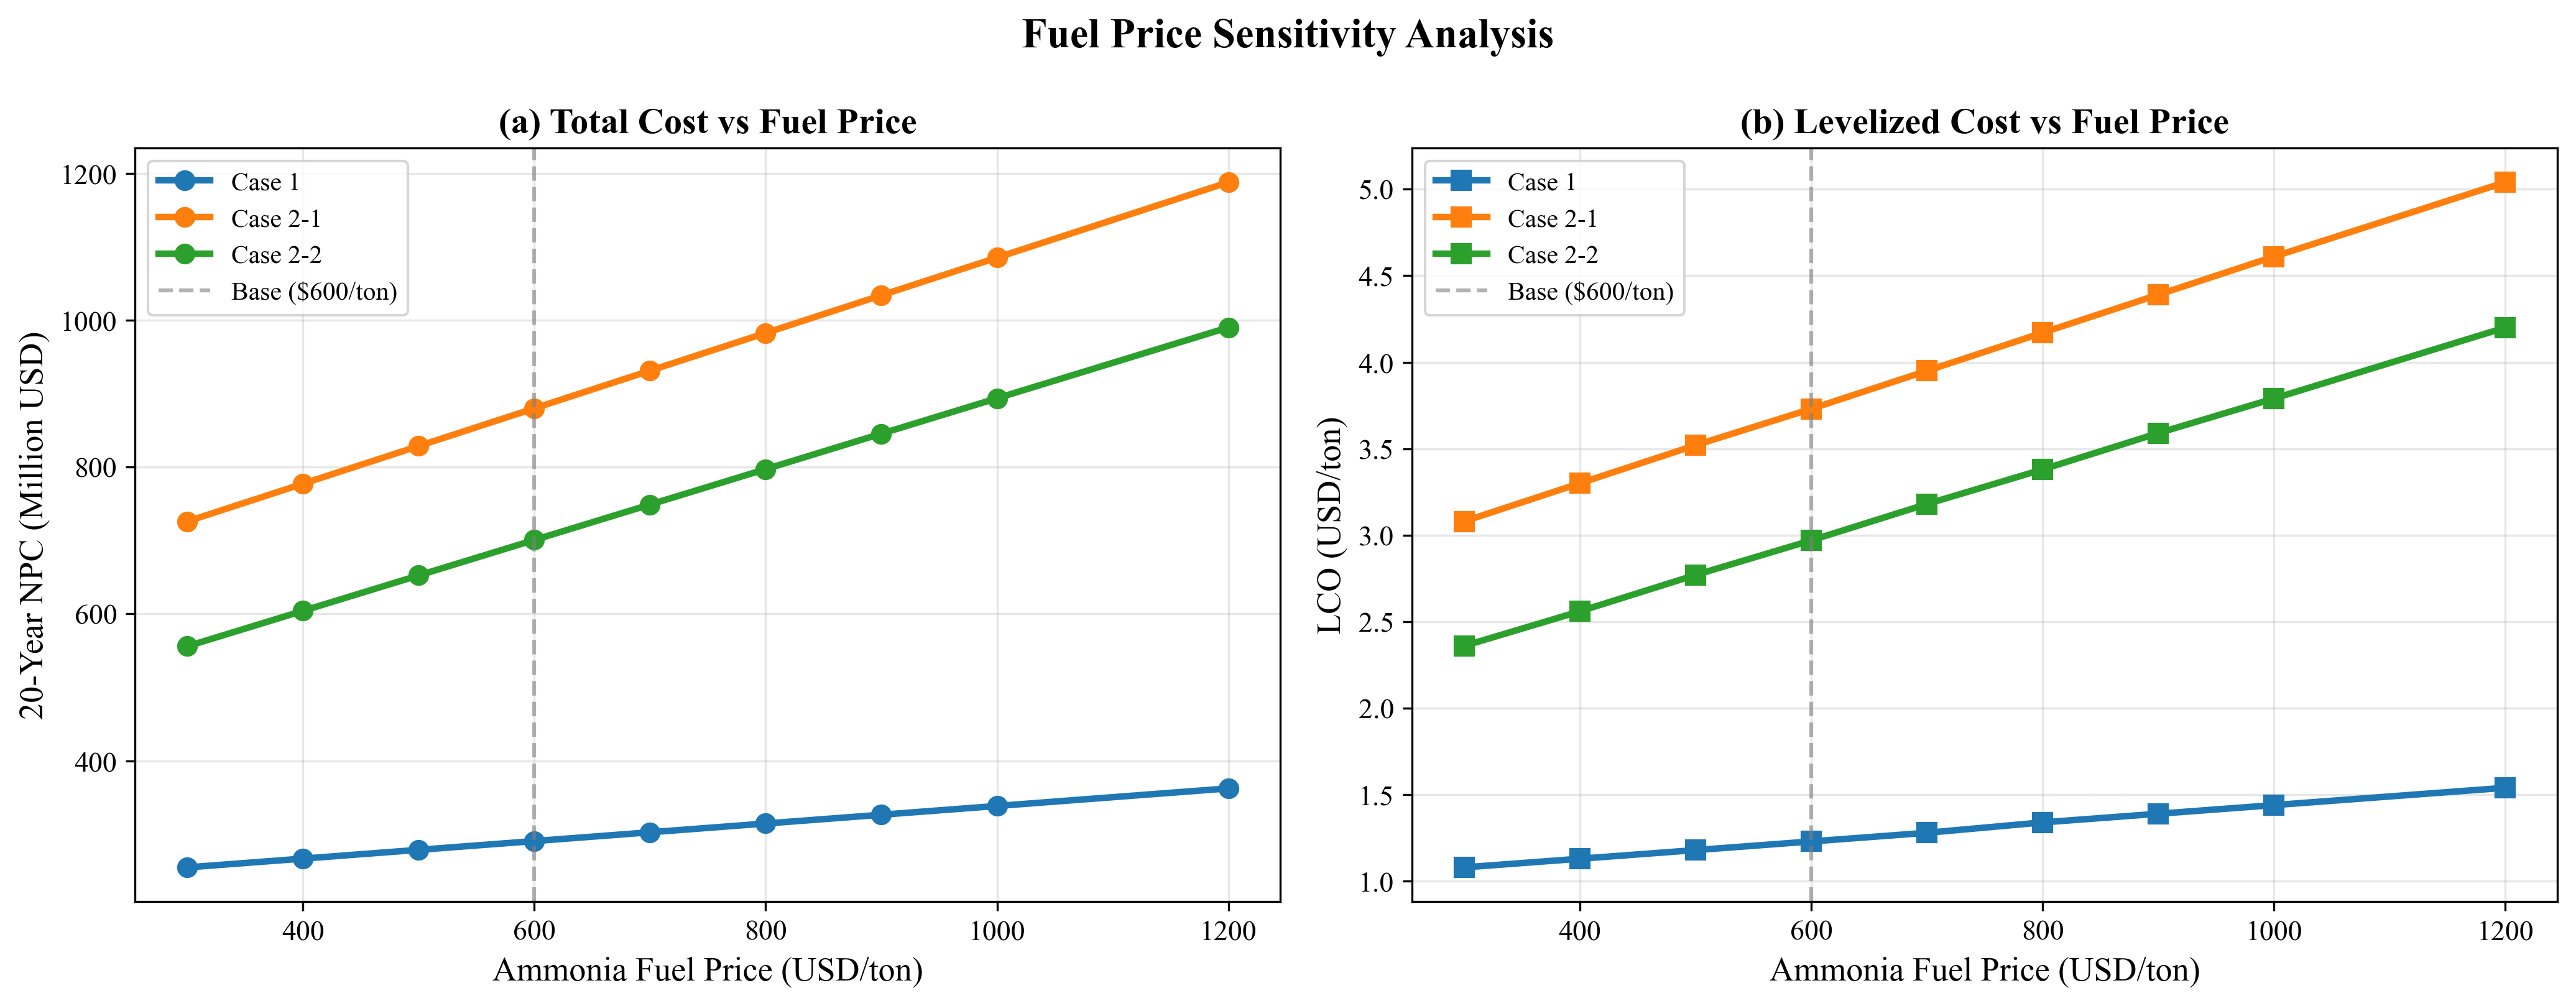 Fuel Price Sensitivity Analysis
(a) Total Cost vs Fuel Price
1200
1000
800
600
400
20-Year NPC (Million USD)
Case 1
Case 2-1
Case 2-2
Base ($600/ton)
400
600
800
1000
1200
Ammonia Fuel Price (USD/ton)
(b) Levelized Cost vs Fuel Price
5.0
4.5
4.0
3.5
3.0
2.5
2.0
1.5
1.0
LCO (USD/ton)
Case 1
Case 2-1
Case 2-2
Base ($600/ton)
400
600
800
1000
1200
Ammonia Fuel Price (USD/ton)